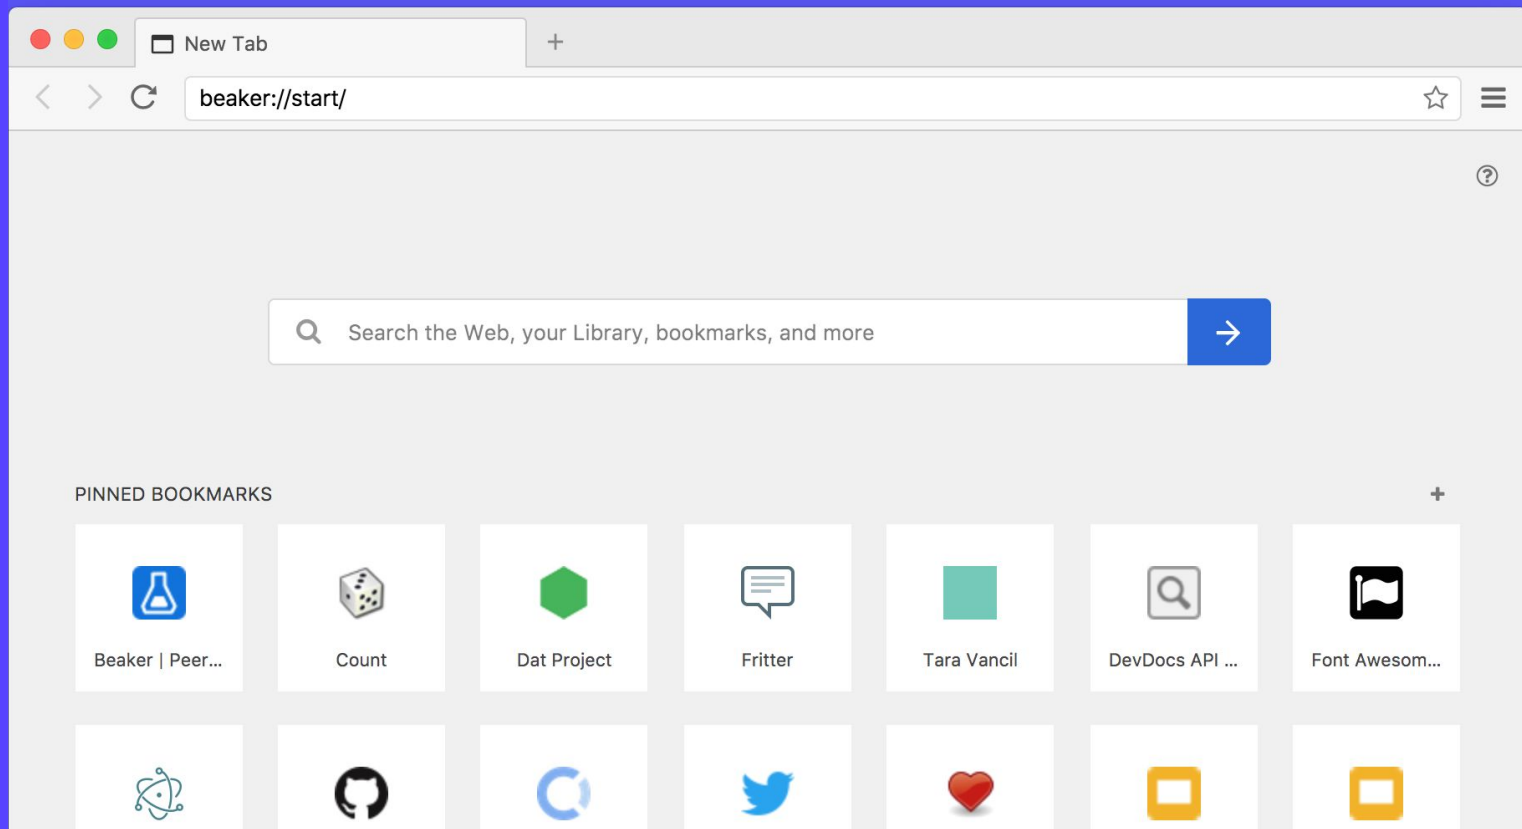 New Tab
beaker://start/
Search the Web, your Library, bookmarks, and more
PINNED BOOKMARKS
Beaker | Peer...
Count
Dat Project
Fritter
Tara Vancil
DevDocs API ...
Font Awesom...